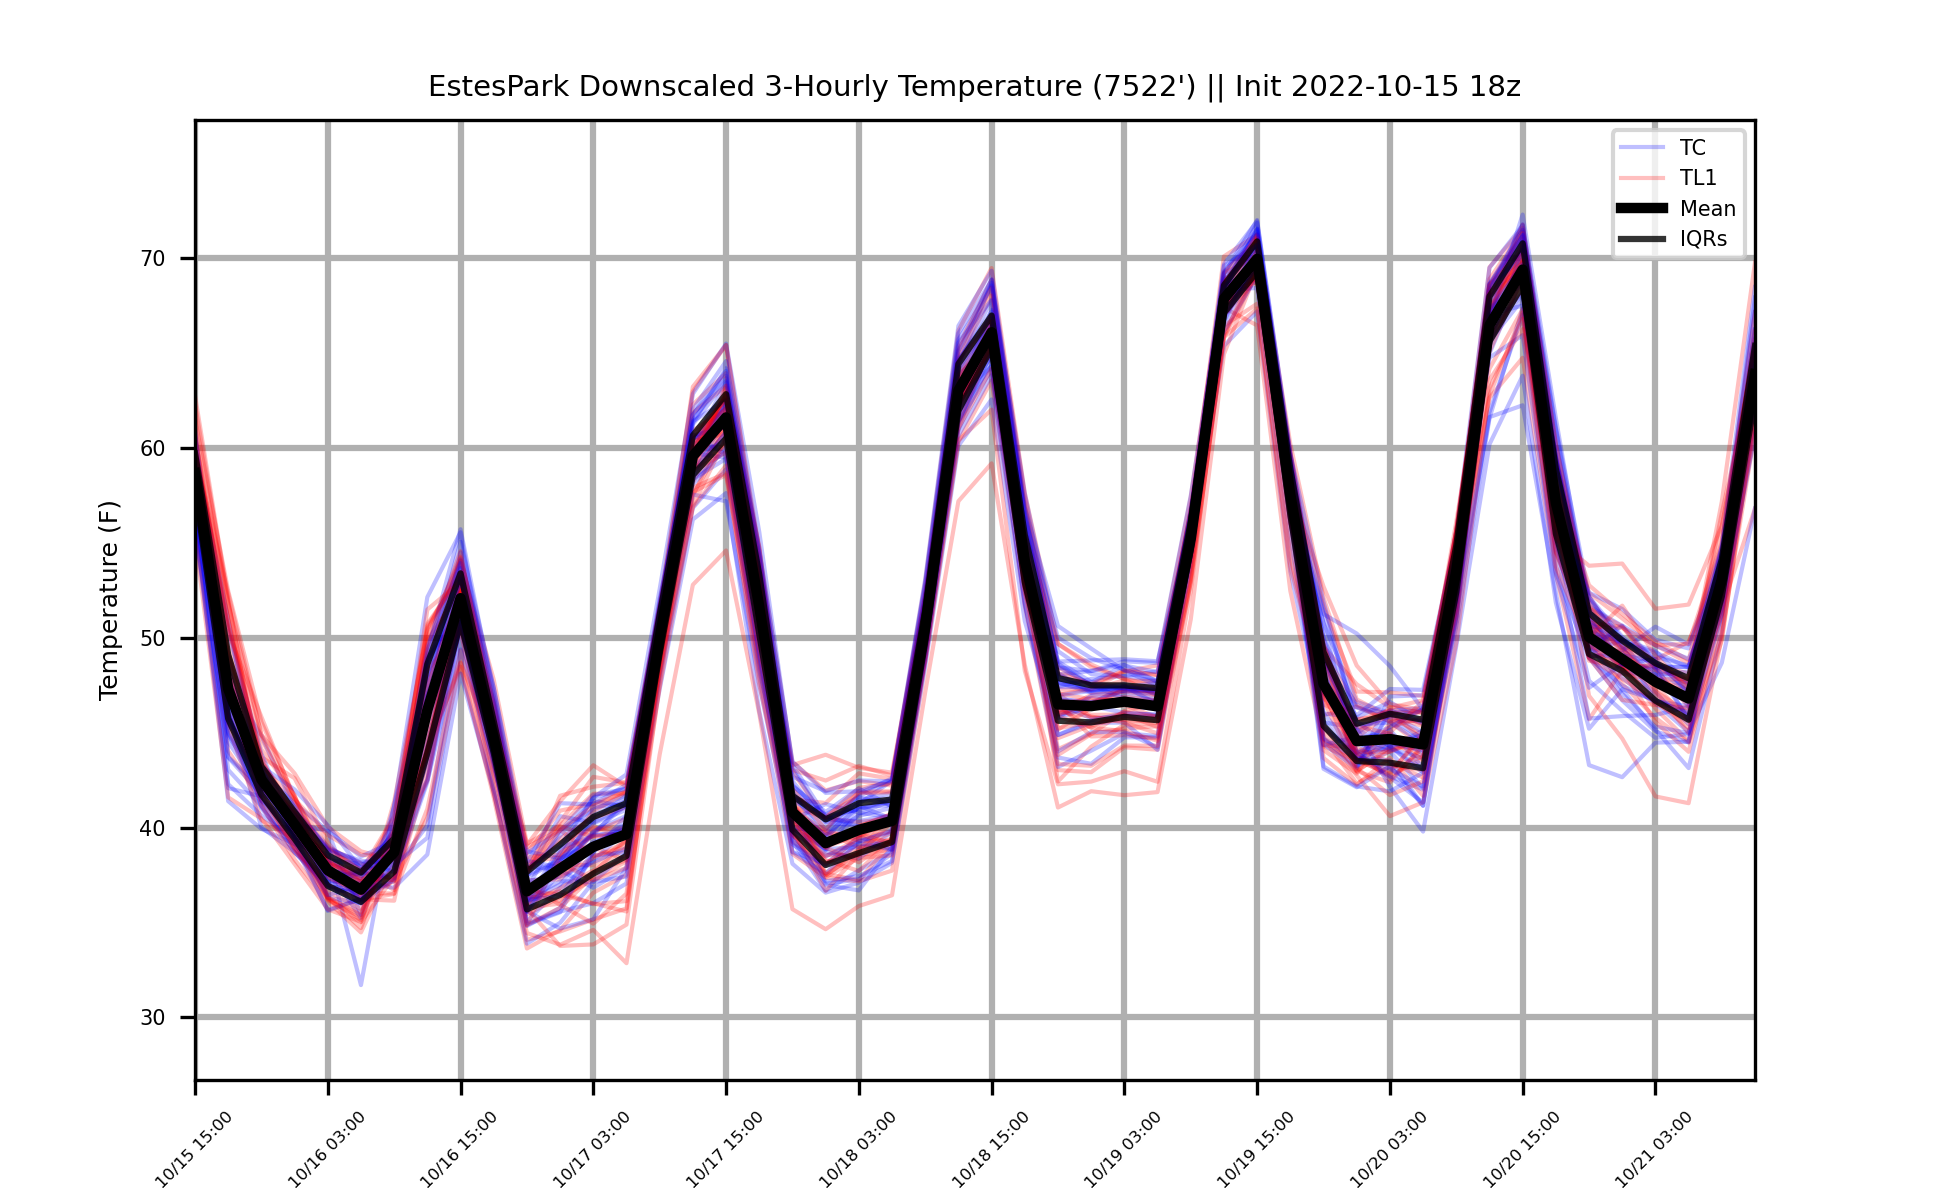 EstesPark Downscaled 3-Hourly Temperature (7522') || Init 2022-10-15 18z
TC
TL1
Mean
IQRs
Temperature (F)
70
60
50
40
30
10/15 15:00
10/16 03:00
10/16 15:00
10/17 03:00
10/17 15:00
10/18 03:00
10/18 15:00
10/19 03:00
10/19 15:00
10/20 03:00
10/20 15:00
10/21 03:00